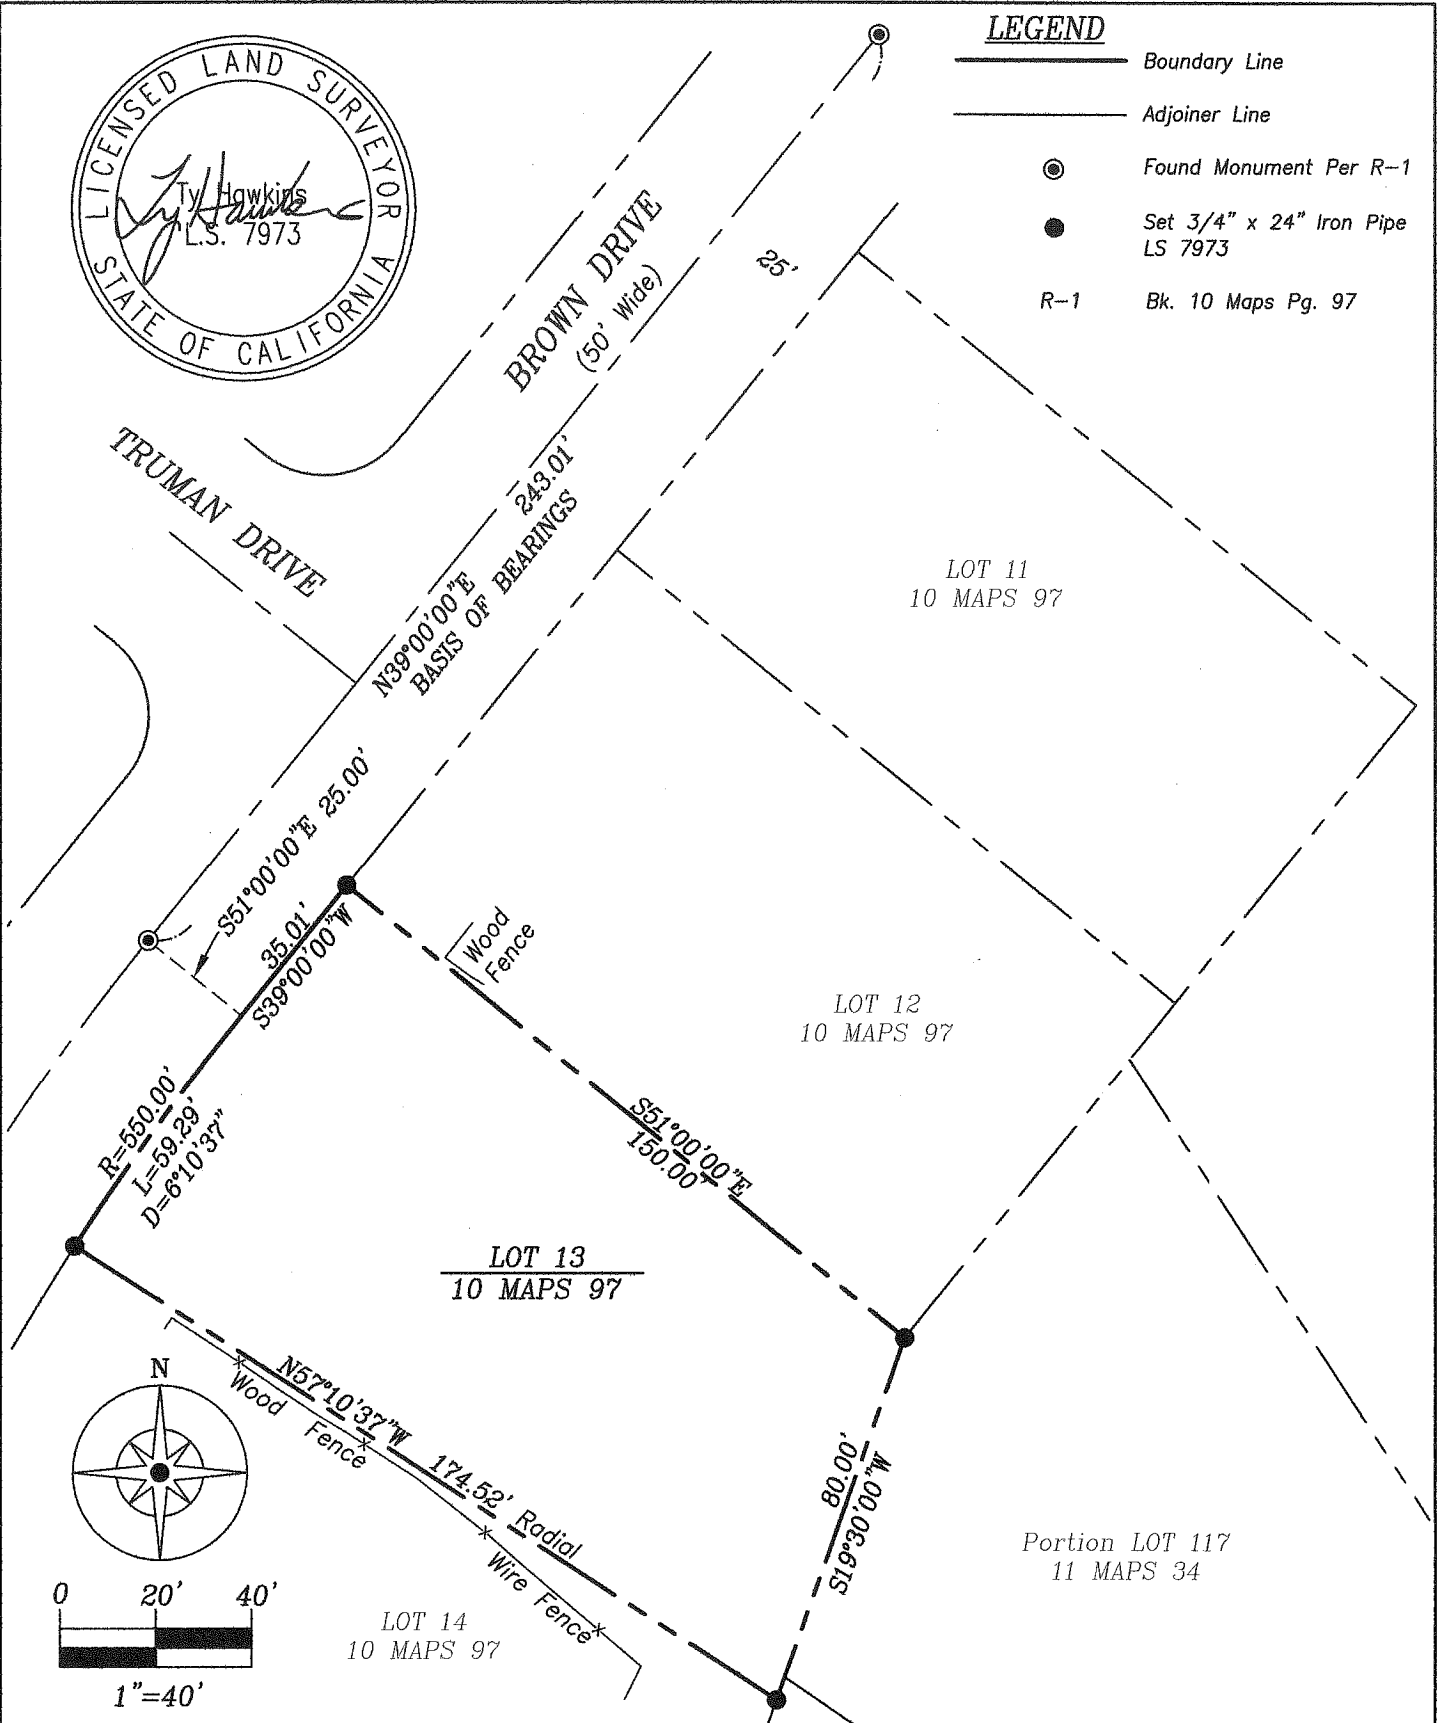 LEGEND
Boundary Line
Adjoiner Line
Found Monument Per R-1
Set 3/4" x 24" Iron Pipe
LS 7973
R-1 Bk. 10 Maps Pg. 97
LICENSED LAND SURVEYOR
Ty Hawkins
L.S. 7973
STATE OF CALIFORNIA
BROWN DRIVE
(50' Wide)
25'
TRUMAN DRIVE
243.01'
N39°00'00"E
BASIS OF BEARINGS
LOT 11
10 MAPS 97
S51°00'00"E 25.00'
35.01'
S39°00'00"W
Wood
Fence
LOT 12
10 MAPS 97
R=550.00'
L=59.29'
D=6°10'37"
S51°00'00"E
150.00'
LOT 13
10 MAPS 97
N57°10'37"W 174.52' Radial
Wood Fence
Wire Fence
80.00'
S19°30'00"W
Portion LOT 117
11 MAPS 34
LOT 14
10 MAPS 97
N
0 20' 40'
1"=40'